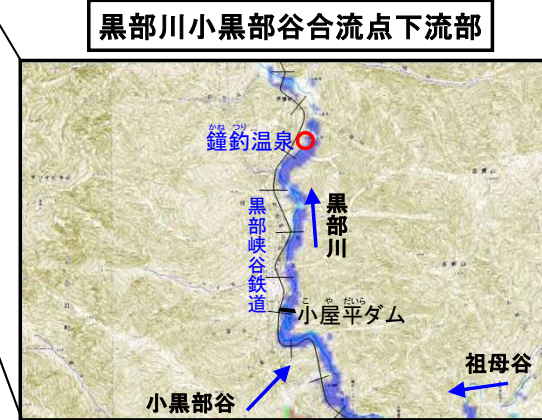 黒部川小黒部谷合流点下流部
かね つり
鐘釣温泉
黒部川
黒部峡谷鉄道
こ や だいら
小屋平ダム
祖母谷
小黒部谷